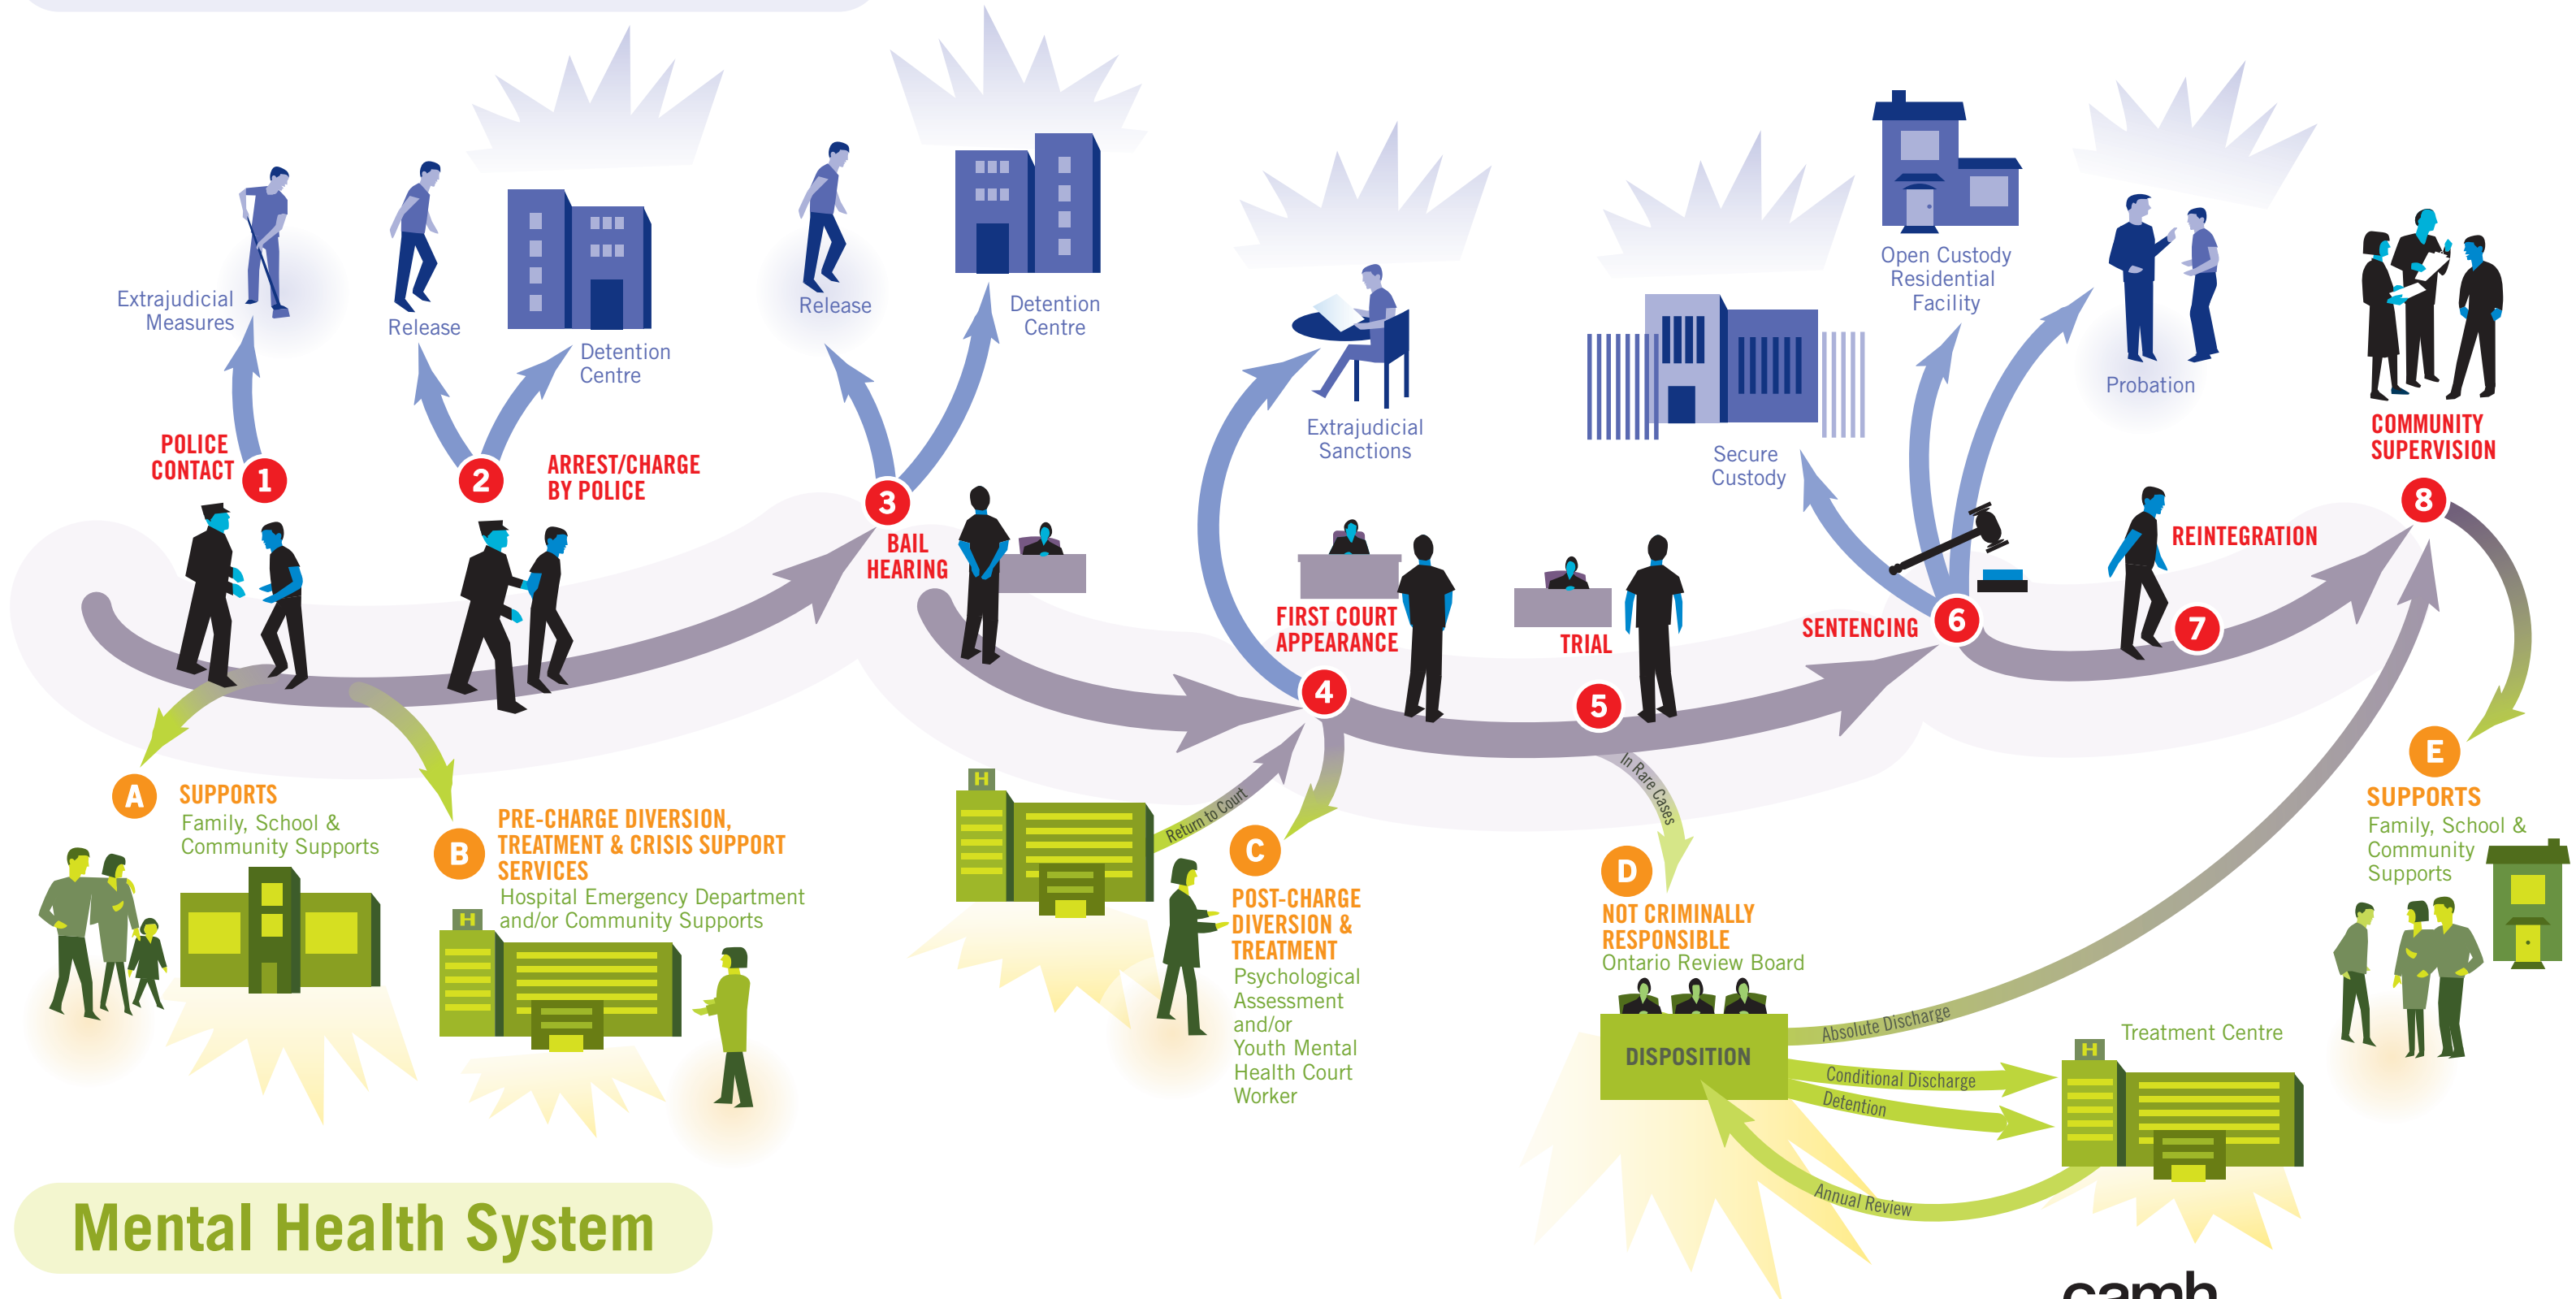 Extrajudicial
Measures
Release
Detention
Centre
Release
Detention
Centre
Extrajudicial
Sanctions
Secure
Custody
Open Custody
Residential
Facility
Probation
POLICE
CONTACT
1
2
ARREST/CHARGE
BY POLICE
3
BAIL
HEARING
FIRST COURT
APPEARANCE
4
TRIAL
5
SENTENCING
6
REINTEGRATION
7
COMMUNITY
SUPERVISION
8
A
SUPPORTS
Family, School &
Community Supports
B
PRE-CHARGE DIVERSION,
TREATMENT & CRISIS SUPPORT
SERVICES
Hospital Emergency Department
and/or Community Supports
H
H
Return to Court
C
POST-CHARGE
DIVERSION &
TREATMENT
Psychological
Assessment
and/or
Youth Mental
Health Court
Worker
In Rare Cases
D
NOT CRIMINALLY
RESPONSIBLE
Ontario Review Board
DISPOSITION
Absolute Discharge
Conditional Discharge
Detention
Annual Review
Treatment Centre
H
E
SUPPORTS
Family, School &
Community
Supports
Mental Health System
camh